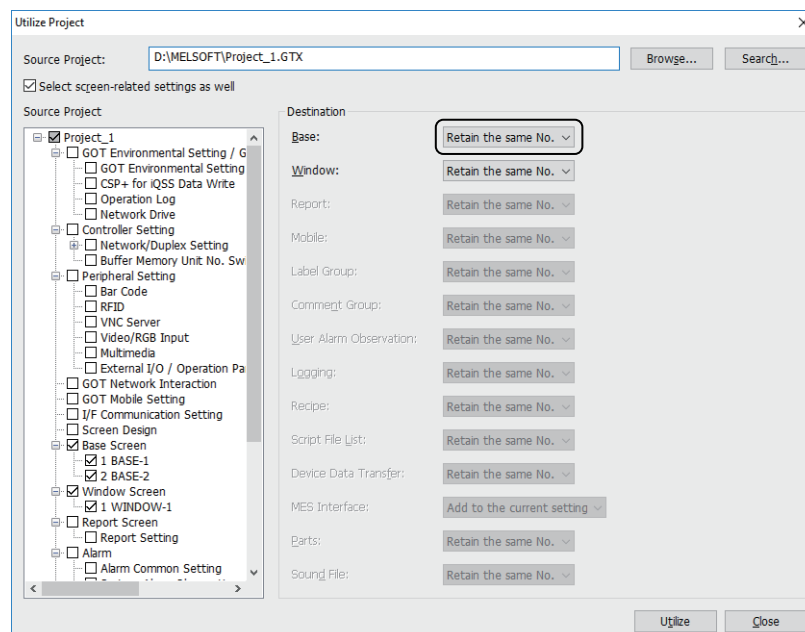 Utilize Project
Source Project:
D:\MELSOFT\Project_1.GTX
Browse...
Search...
Select screen-related settings as well
Source Project
Project_1
GOT Environmental Setting / G
GOT Environmental Setting
CSP+ for iQSS Data Write
Operation Log
Network Drive
Controller Setting
Network/Duplex Setting
Buffer Memory Unit No. Sw
Peripheral Setting
Bar Code
RFID
VNC Server
Video/RGB Input
Multimedia
External I/O / Operation Pa
GOT Network Interaction
GOT Mobile Setting
I/F Communication Setting
Screen Design
Base Screen
1 BASE-1
2 BASE-2
Window Screen
1 WINDOW-1
Report Screen
Report Setting
Alarm
Alarm Common Setting
Destination
Base: Retain the same No.
Window: Retain the same No.
Report: Retain the same No.
Mobile: Retain the same No.
Label Group: Retain the same No.
Comment Group: Retain the same No.
User Alarm Observation: Retain the same No.
Logging: Retain the same No.
Recipe: Retain the same No.
Script File List: Retain the same No.
Device Data Transfer: Retain the same No.
MES Interface: Add to the current setting
Parts: Retain the same No.
Sound File: Retain the same No.
Utilize
Close